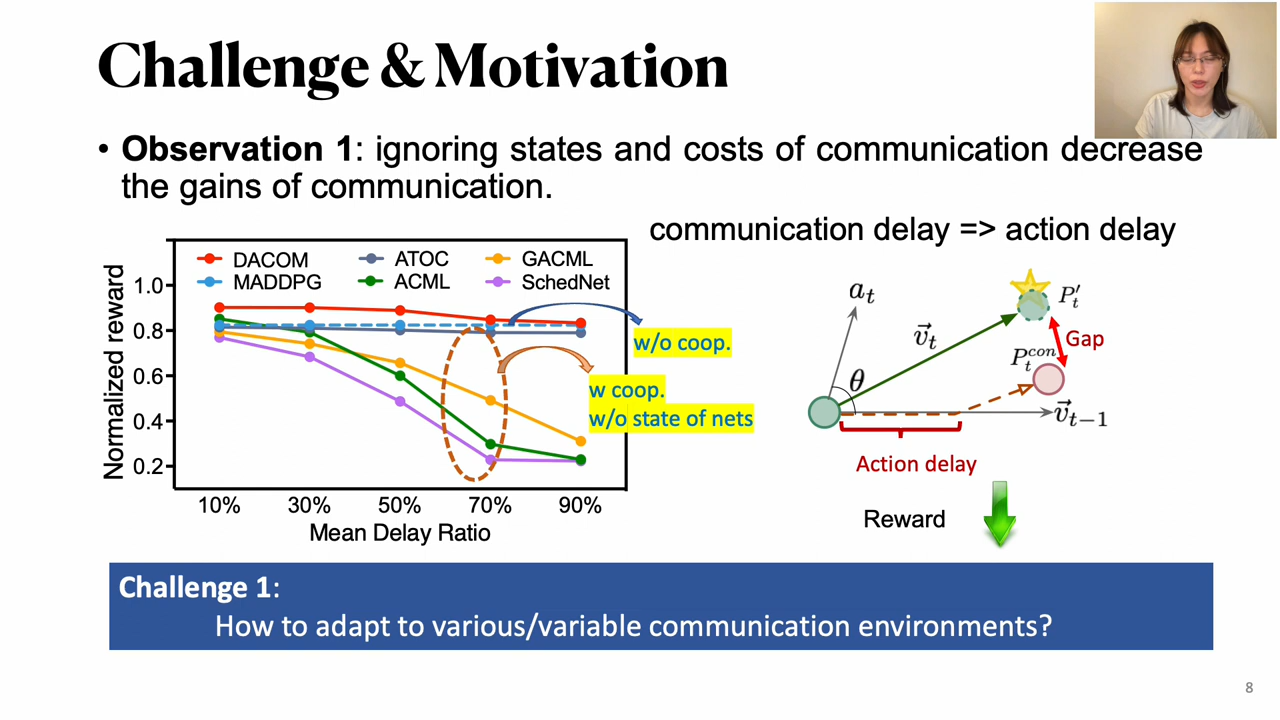 Challenge & Motivation
• Observation 1: ignoring states and costs of communication decrease
the gains of communication.
communication delay => action delay
DACOM ATOC GACML
MADDPG ACML SchedNet
Normalized reward
1.0
0.8
0.6
0.4
0.2
10% 30% 50% 70% 90%
Mean Delay Ratio
w/o coop.
w coop.
w/o state of nets
a_t
P'_t
v_t
Gap
P_t^{con}
θ
v_{t-1}
Action delay
Reward
Challenge 1:
How to adapt to various/variable communication environments?
8